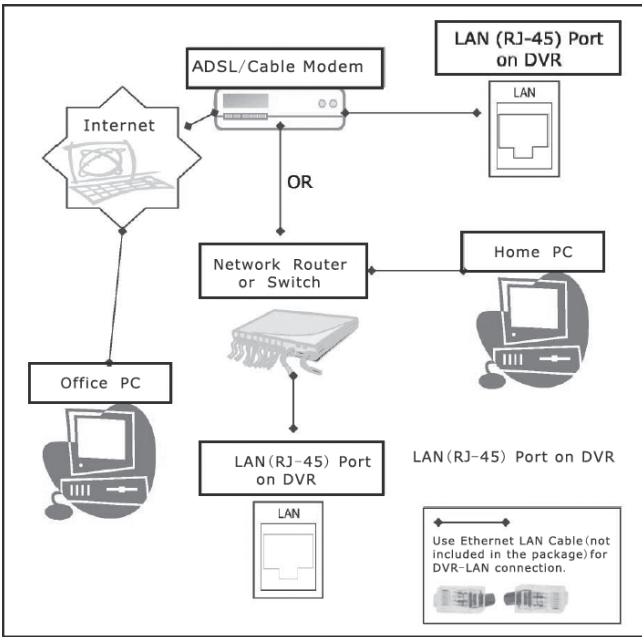 LAN (RJ-45) Port
on DVR
ADSL/Cable Modem
LAN
Internet
OR
Home PC
Network Router
or Switch
Office PC
LAN(RJ-45) Port
on DVR
LAN(RJ-45) Port on DVR
LAN
Use Ethernet LAN Cable(not
included in the package)for
DVR-LAN connection.